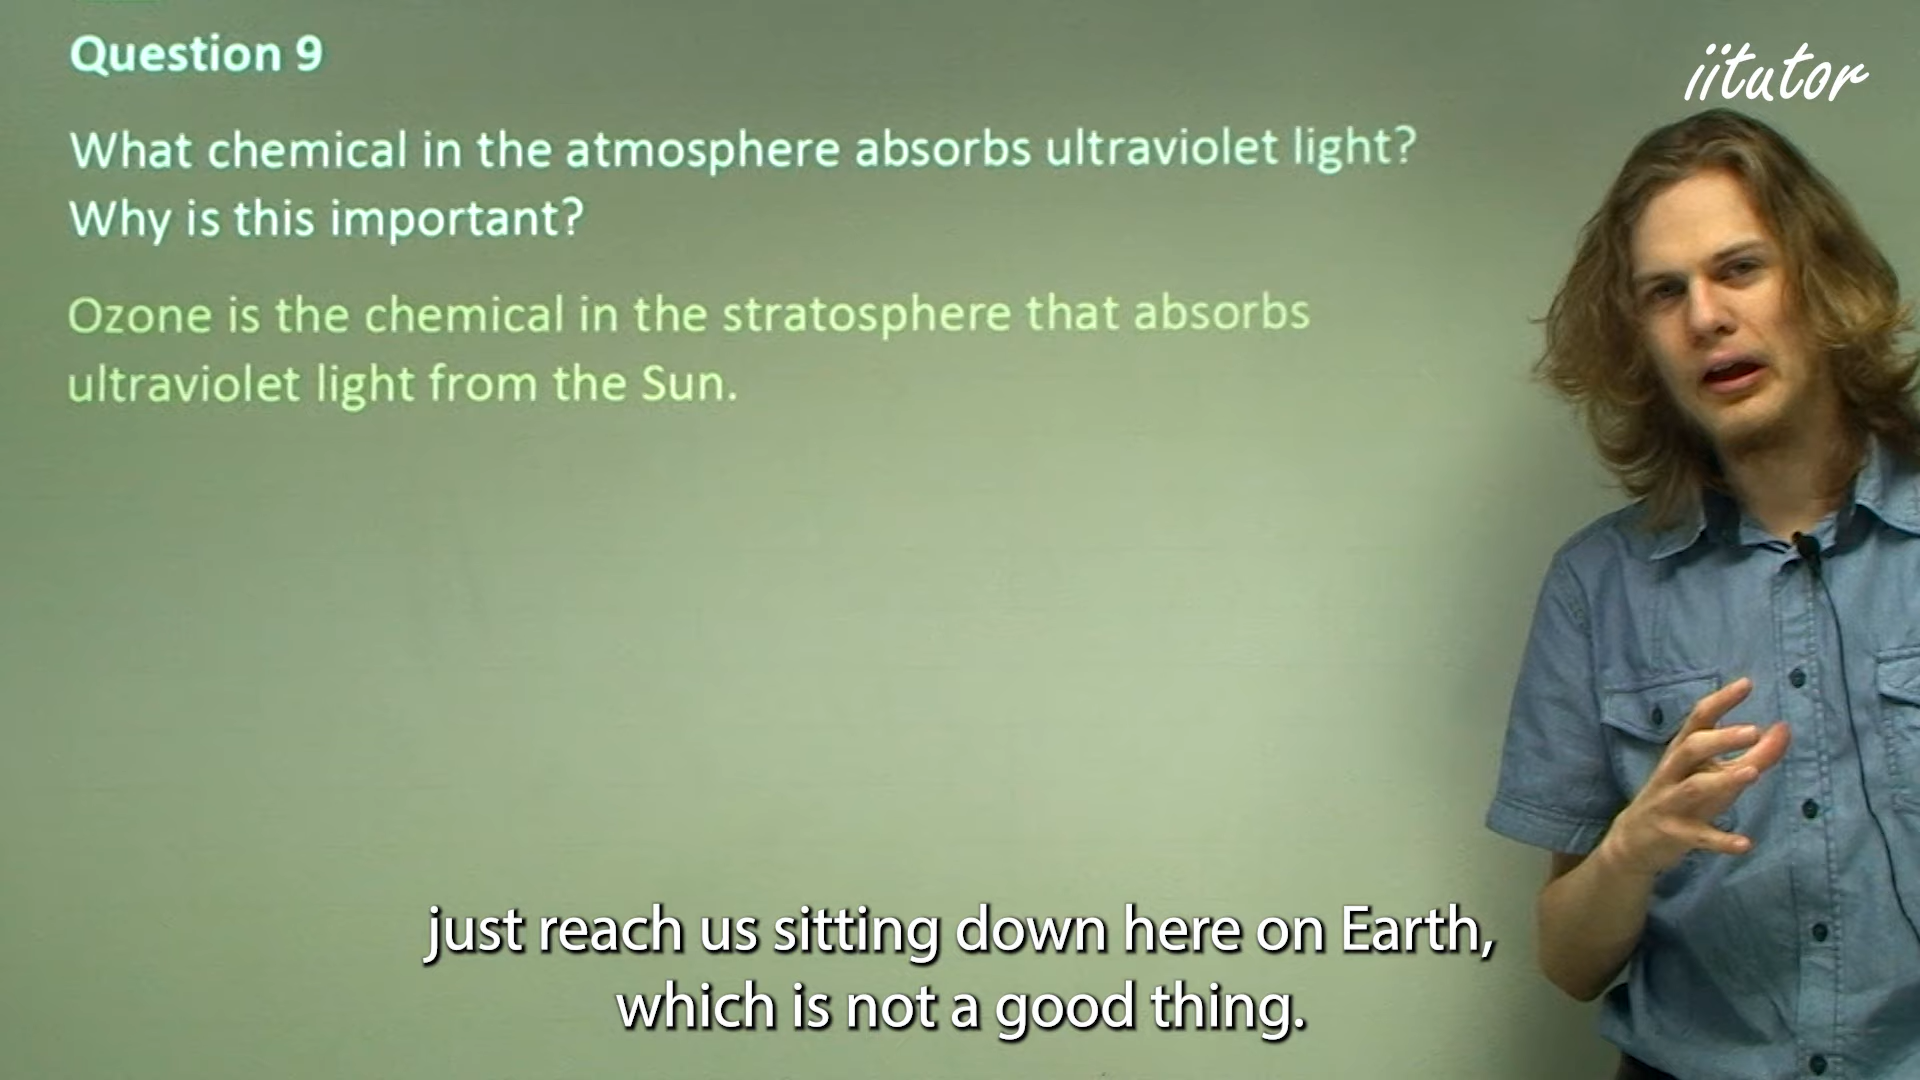 Question 9
iitutor
What chemical in the atmosphere absorbs ultraviolet light?
Why is this important?
Ozone is the chemical in the stratosphere that absorbs
ultraviolet light from the Sun.
just reach us sitting down here on Earth,
which is not a good thing.